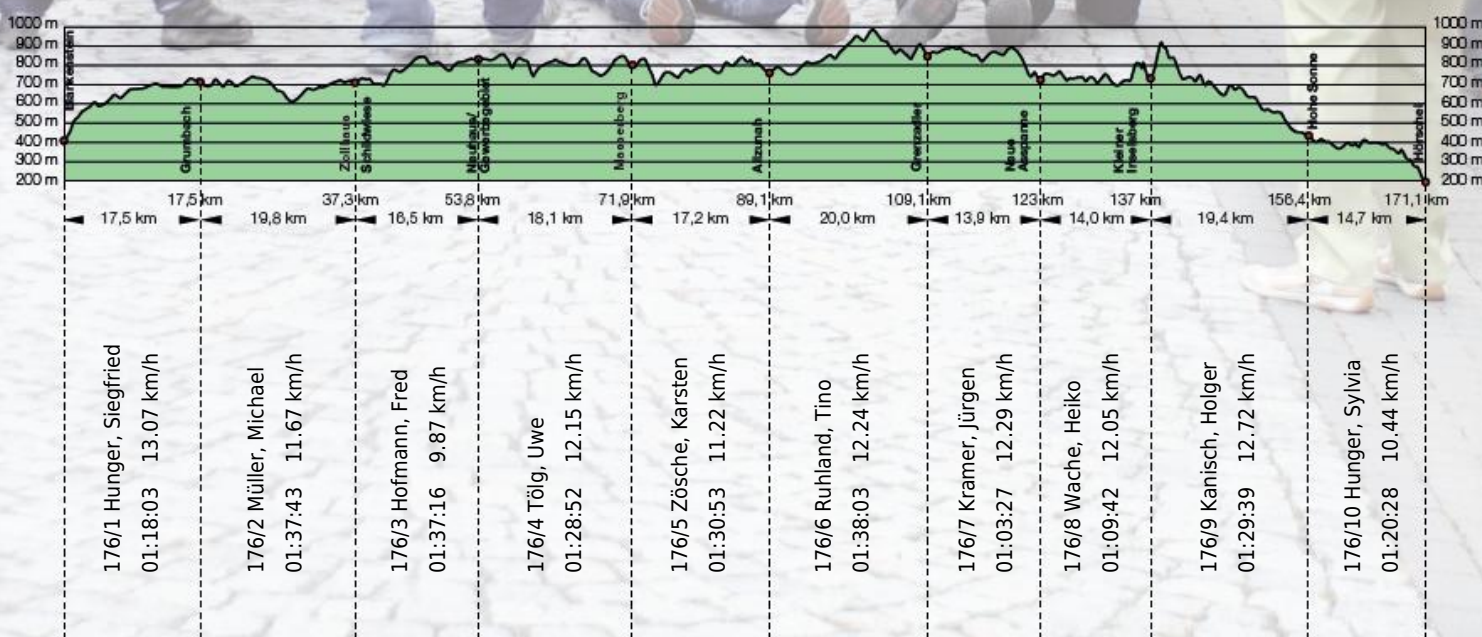 1000 m
900 m
800 m
700 m
600 m
500 m
400 m
300 m
200 m
1000 m
900 m
800 m
700 m
600 m
500 m
400 m
300 m
200 m
Blankenstein
Grumbach
Zollhaus
Schildwiese
Neuhaus/
Masserberg
Allzunah
Grenzadler
Neue
Ausspanne
Kleiner
Inselsberg
Hohe Sonne
Hörschel
17,5 km
37,3 km
53,8 km
71,9 km
89,1 km
109,1 km
123 km
137 km
156,4 km
171,1 km
17,5 km
19,8 km
16,5 km
18,1 km
17,2 km
20,0 km
13,9 km
14,0 km
19,4 km
14,7 km
176/1 Hunger, Siegfried
01:18:03 13.07 km/h
176/2 Müller, Michael
01:37:43 11.67 km/h
176/3 Hofmann, Fred
01:37:16 9.87 km/h
176/4 Tölg, Uwe
01:28:52 12.15 km/h
176/5 Zösche, Karsten
01:30:53 11.22 km/h
176/6 Ruhland, Tino
01:38:03 12.24 km/h
176/7 Kramer, Jürgen
01:03:27 12.29 km/h
176/8 Wache, Heiko
01:09:42 12.05 km/h
176/9 Kanisch, Holger
01:29:39 12.72 km/h
176/10 Hunger, Sylvia
01:20:28 10.44 km/h